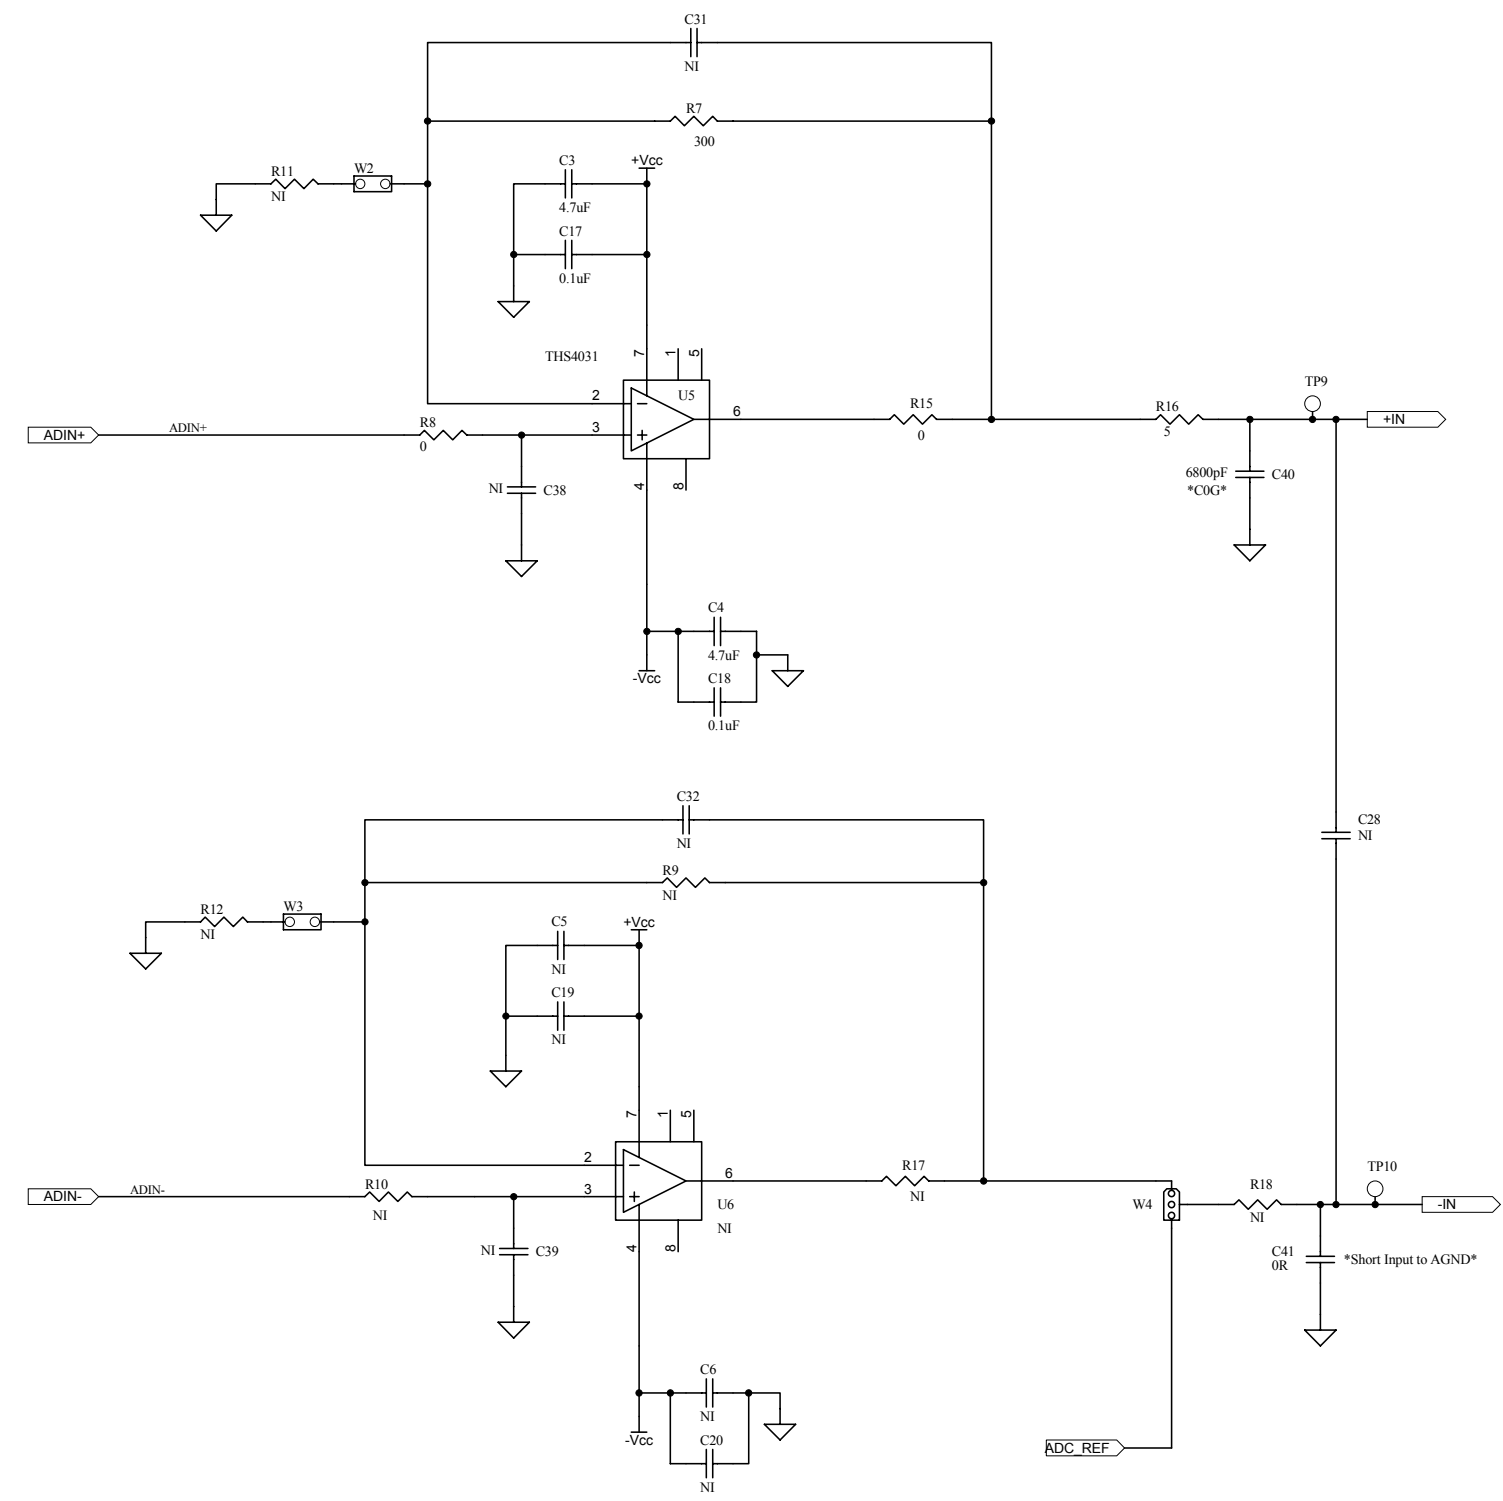 C31
NI
R7
300
R11
NI
W2
C3
4.7uF
+Vcc
C17
0.1uF
THS4031
7
1
5
U5
2
3
6
4
8
ADIN+
ADIN+
R8
0
NI
C38
R15
0
R16
5
TP9
+IN
6800pF
*C0G*
C40
C4
4.7uF
-Vcc
C18
0.1uF
C32
NI
C28
NI
R9
NI
R12
NI
W3
C5
NI
+Vcc
C19
NI
7
1
5
2
3
6
4
8
U6
NI
ADIN-
ADIN-
R10
NI
NI
C39
R17
NI
W4
R18
NI
TP10
-IN
C41
0R
*Short Input to AGND*
C6
NI
-Vcc
C20
NI
ADC_REF